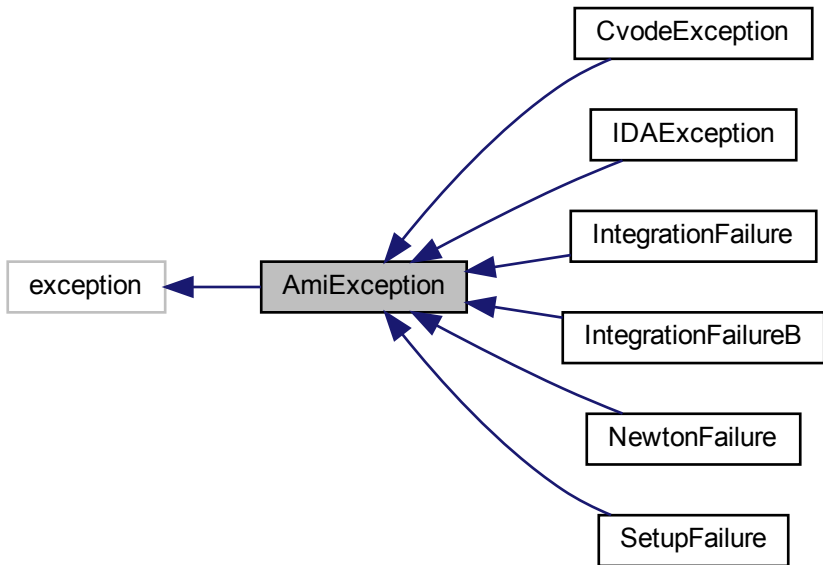 CvodeException
IDAException
IntegrationFailure
exception
AmiException
IntegrationFailureB
NewtonFailure
SetupFailure